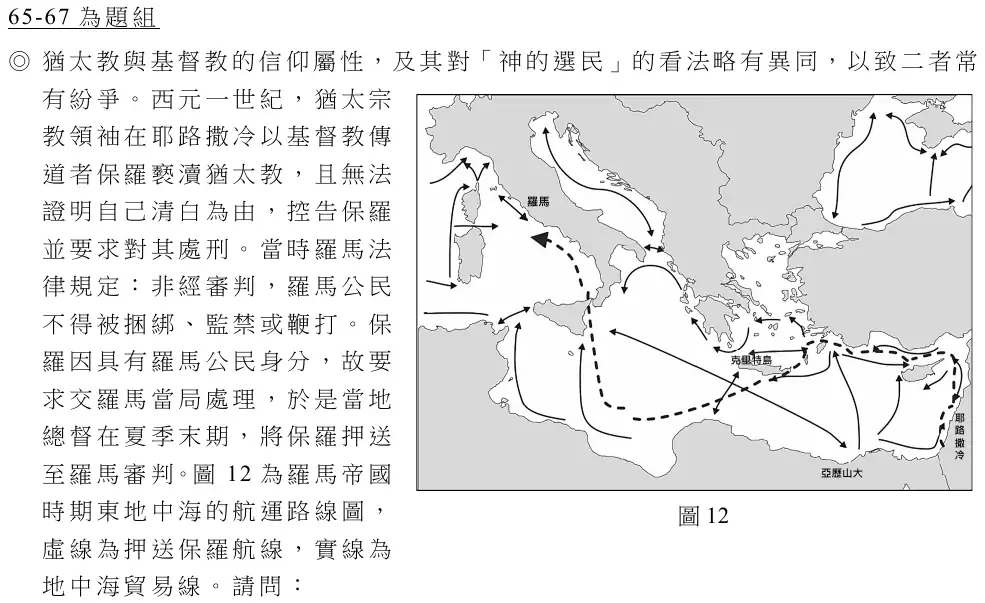 65-67 為題組
◎ 猶太教與基督教的信仰屬性，及其對「神的選民」的看法略有異同，以致二者常
有紛爭。西元一世紀，猶太宗
教領袖在耶路撒冷以基督教傳
道者保羅褻瀆猶太教，且無法
證明自己清白為由，控告保羅
並要求對其處刑。當時羅馬法
律規定：非經審判，羅馬公民
不得被捆綁、監禁或鞭打。保
羅因具有羅馬公民身分，故要
求交羅馬當局處理，於是當地
總督在夏季末期，將保羅押送
至羅馬審判。圖 12 為羅馬帝國
時期東地中海的航運路線圖，
虛線為押送保羅航線，實線為
地中海貿易線。請問：
羅馬
克里特島
耶路撒冷
亞歷山大
圖 12